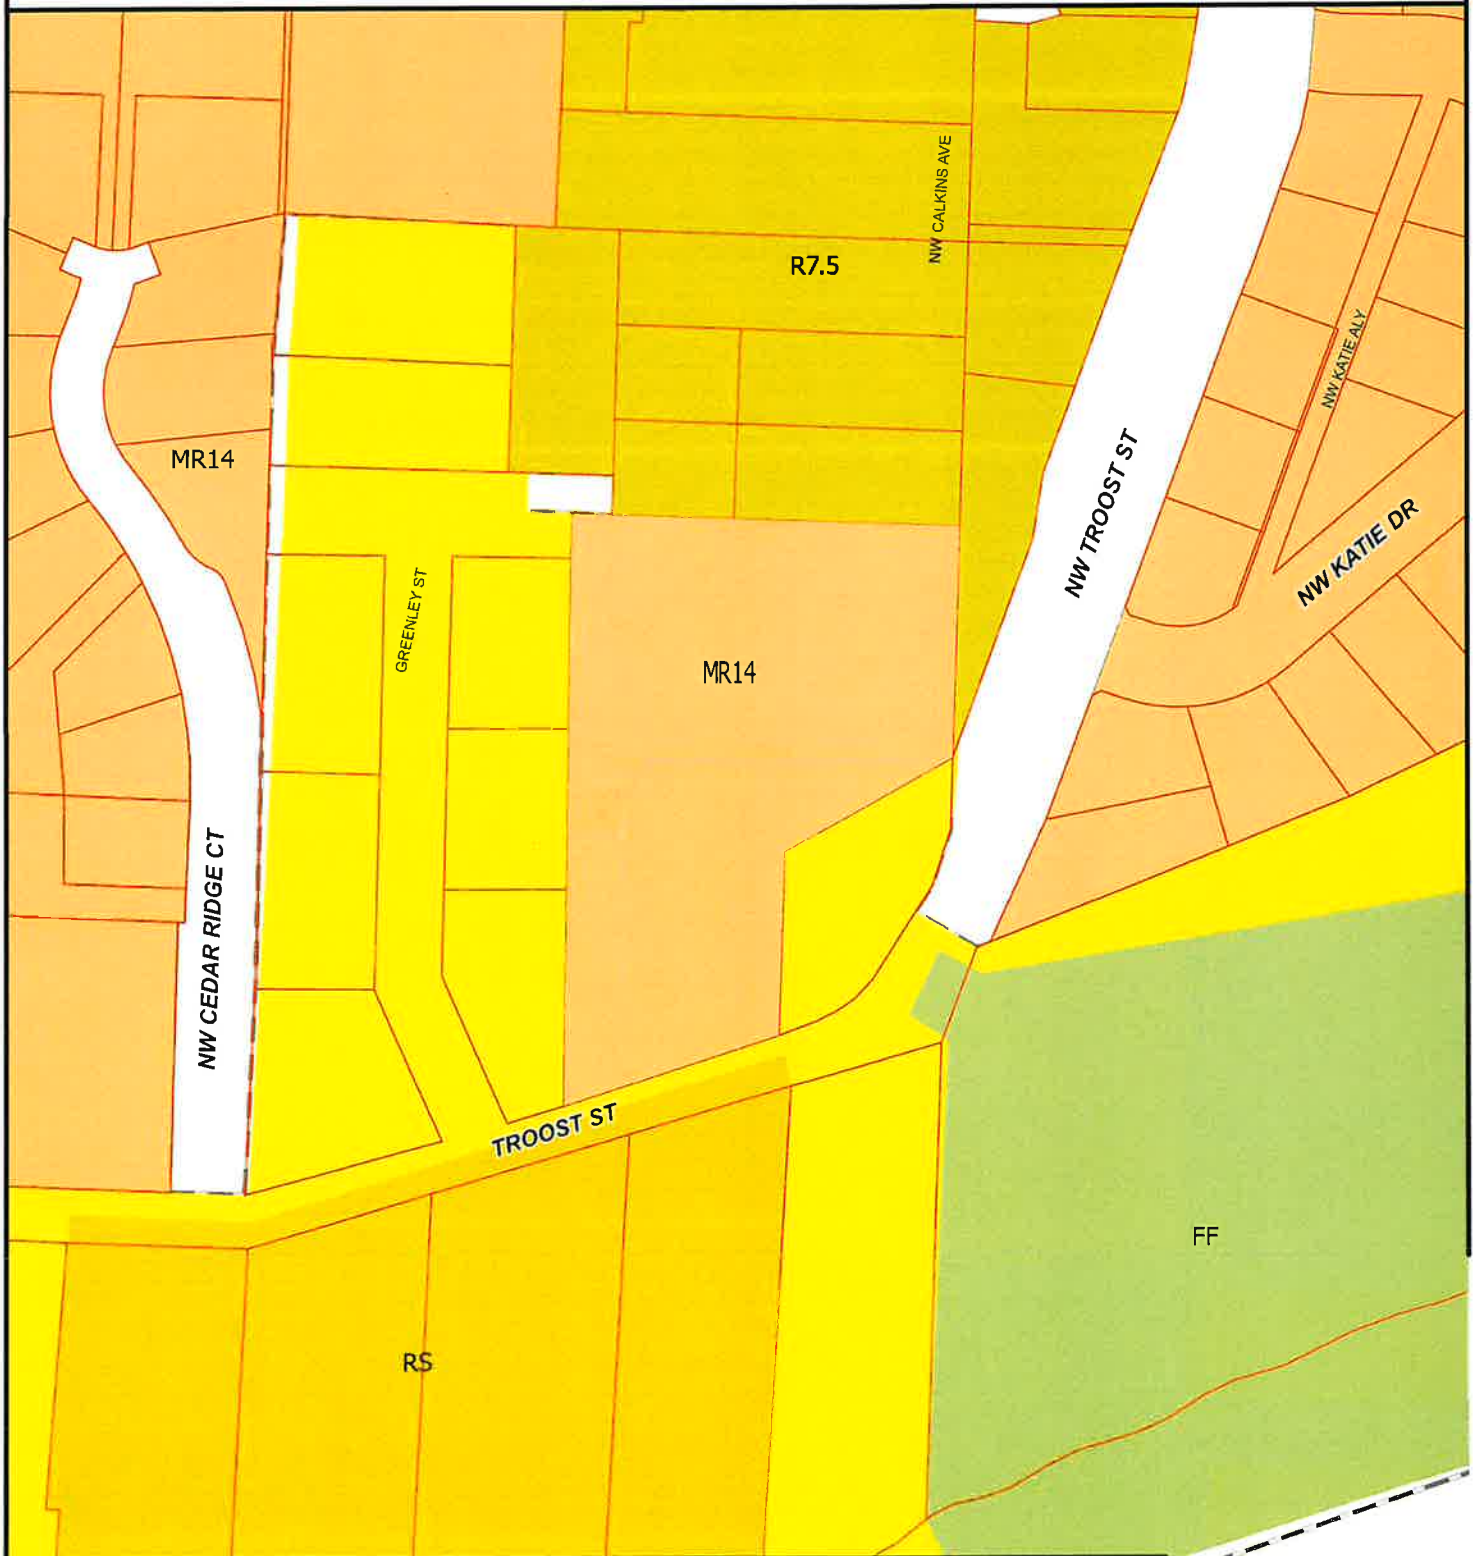 NW CALKINS AVE
R7.5
NW KATIE ALY
MR14
NW TROOST ST
NW KATIE DR
GREENLEY ST
MR14
NW CEDAR RIDGE CT
TROOST ST
FF
RS